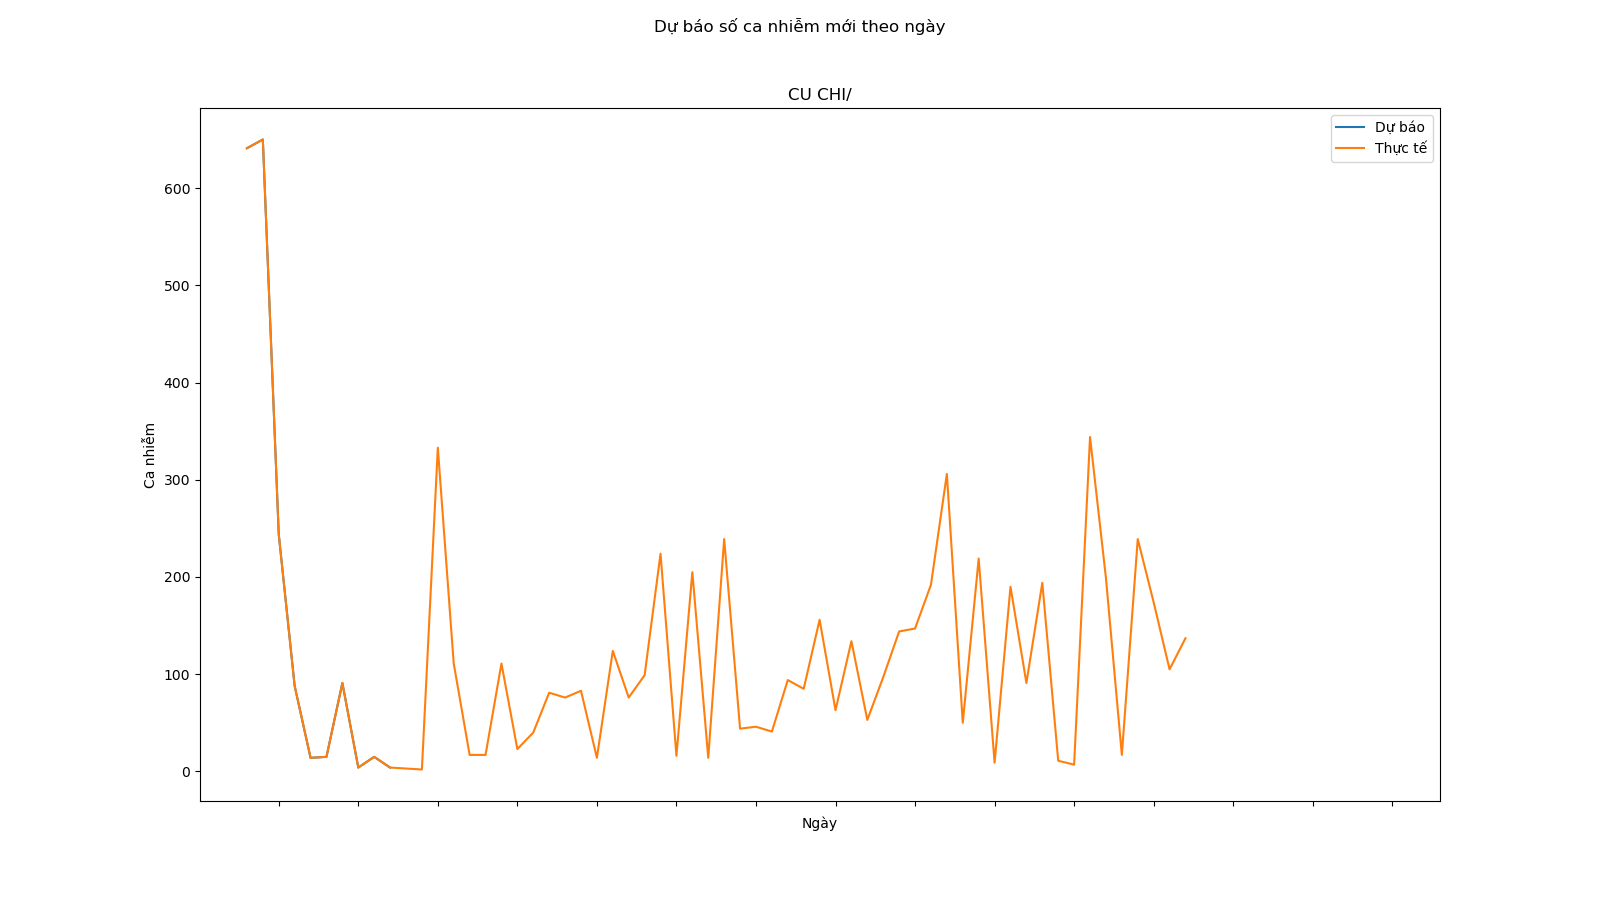 Dự báo số ca nhiễm mới theo ngày
CU CHI/
Dự báo
Thực tế
600
500
400
300
200
100
0
Ca nhiễm
Ngày